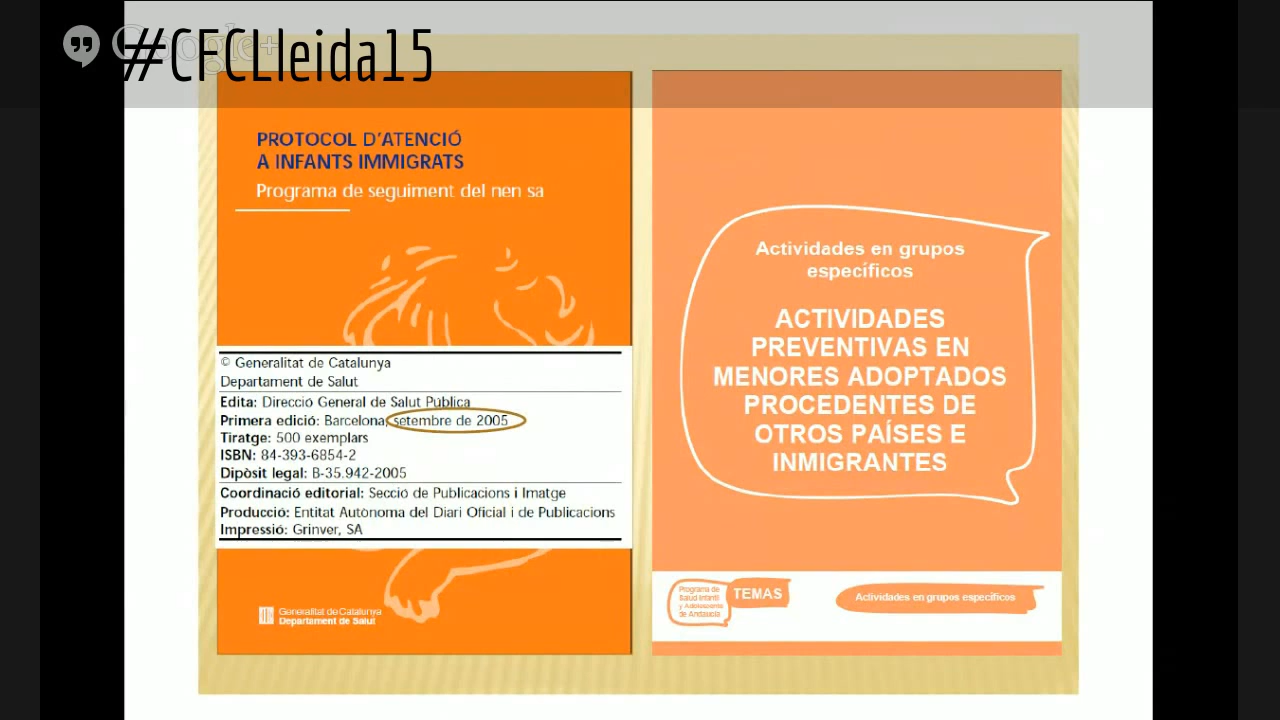 Google+
#CFCLleida15
PROTOCOL D'ATENCIÓ
A INFANTS IMMIGRATS
Programa de seguiment del nen sa
© Generalitat de Catalunya
Departament de Salut
Edita: Direcció General de Salut Pública
Primera edició: Barcelona, setembre de 2005
Tiratge: 500 exemplars
ISBN: 84-393-6854-2
Dipòsit legal: B-35.942-2005
Coordinació editorial: Secció de Publicacions i Imatge
Producció: Entitat Autònoma del Diari Oficial i de Publicacions
Impressió: Grinver, SA
Generalitat de Catalunya
Departament de Salut
Actividades en grupos
específicos
ACTIVIDADES
PREVENTIVAS EN
MENORES ADOPTADOS
PROCEDENTES DE
OTROS PAÍSES E
INMIGRANTES
Programa de
Salud Infantil
y Adolescente
de Andalucía
TEMAS
Actividades en grupos específicos